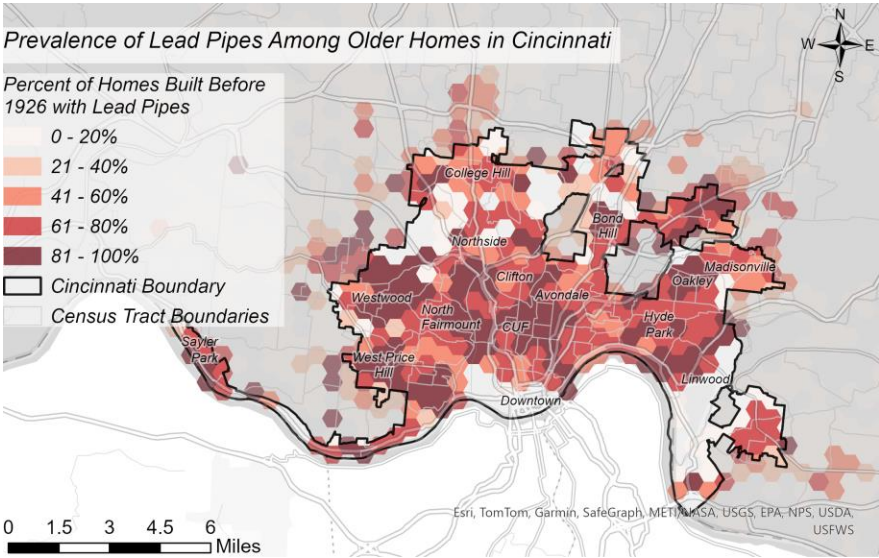 Prevalence of Lead Pipes Among Older Homes in Cincinnati
N
W
E
S
Percent of Homes Built Before
1926 with Lead Pipes
0 - 20%
21 - 40%
41 - 60%
61 - 80%
81 - 100%
Cincinnati Boundary
Census Tract Boundaries
College Hill
Bond
Hill
Northside
Clifton
Madisonville
Oakley
Westwood
Avondale
North
Fairmount
CUF
Hyde
Park
Sayler
Park
West Price
Hill
Linwood
Downtown
Esri, TomTom, Garmin, SafeGraph, METI/NASA, USGS, EPA, NPS, USDA,
USFWS
0 1.5 3 4.5 6
Miles